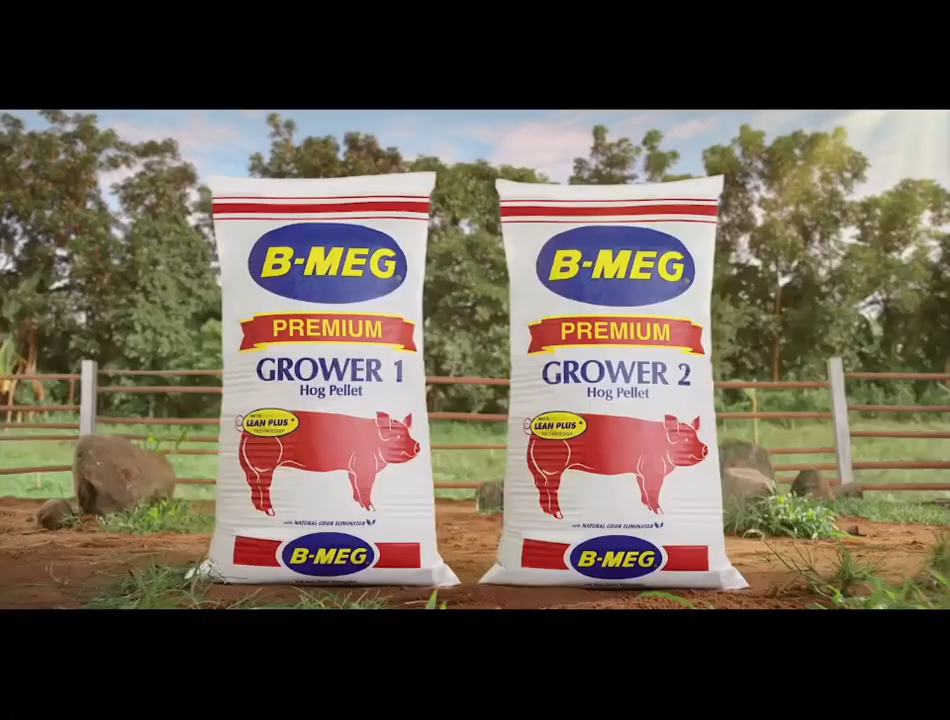 B-MEG
PREMIUM
GROWER 1
Hog Pellet
WITH
LEAN PLUS+
TECHNOLOGY
with NATURAL ODOR ELIMINATOR
B-MEG
B-MEG
PREMIUM
GROWER 2
Hog Pellet
WITH
LEAN PLUS+
TECHNOLOGY
with NATURAL ODOR ELIMINATOR
B-MEG